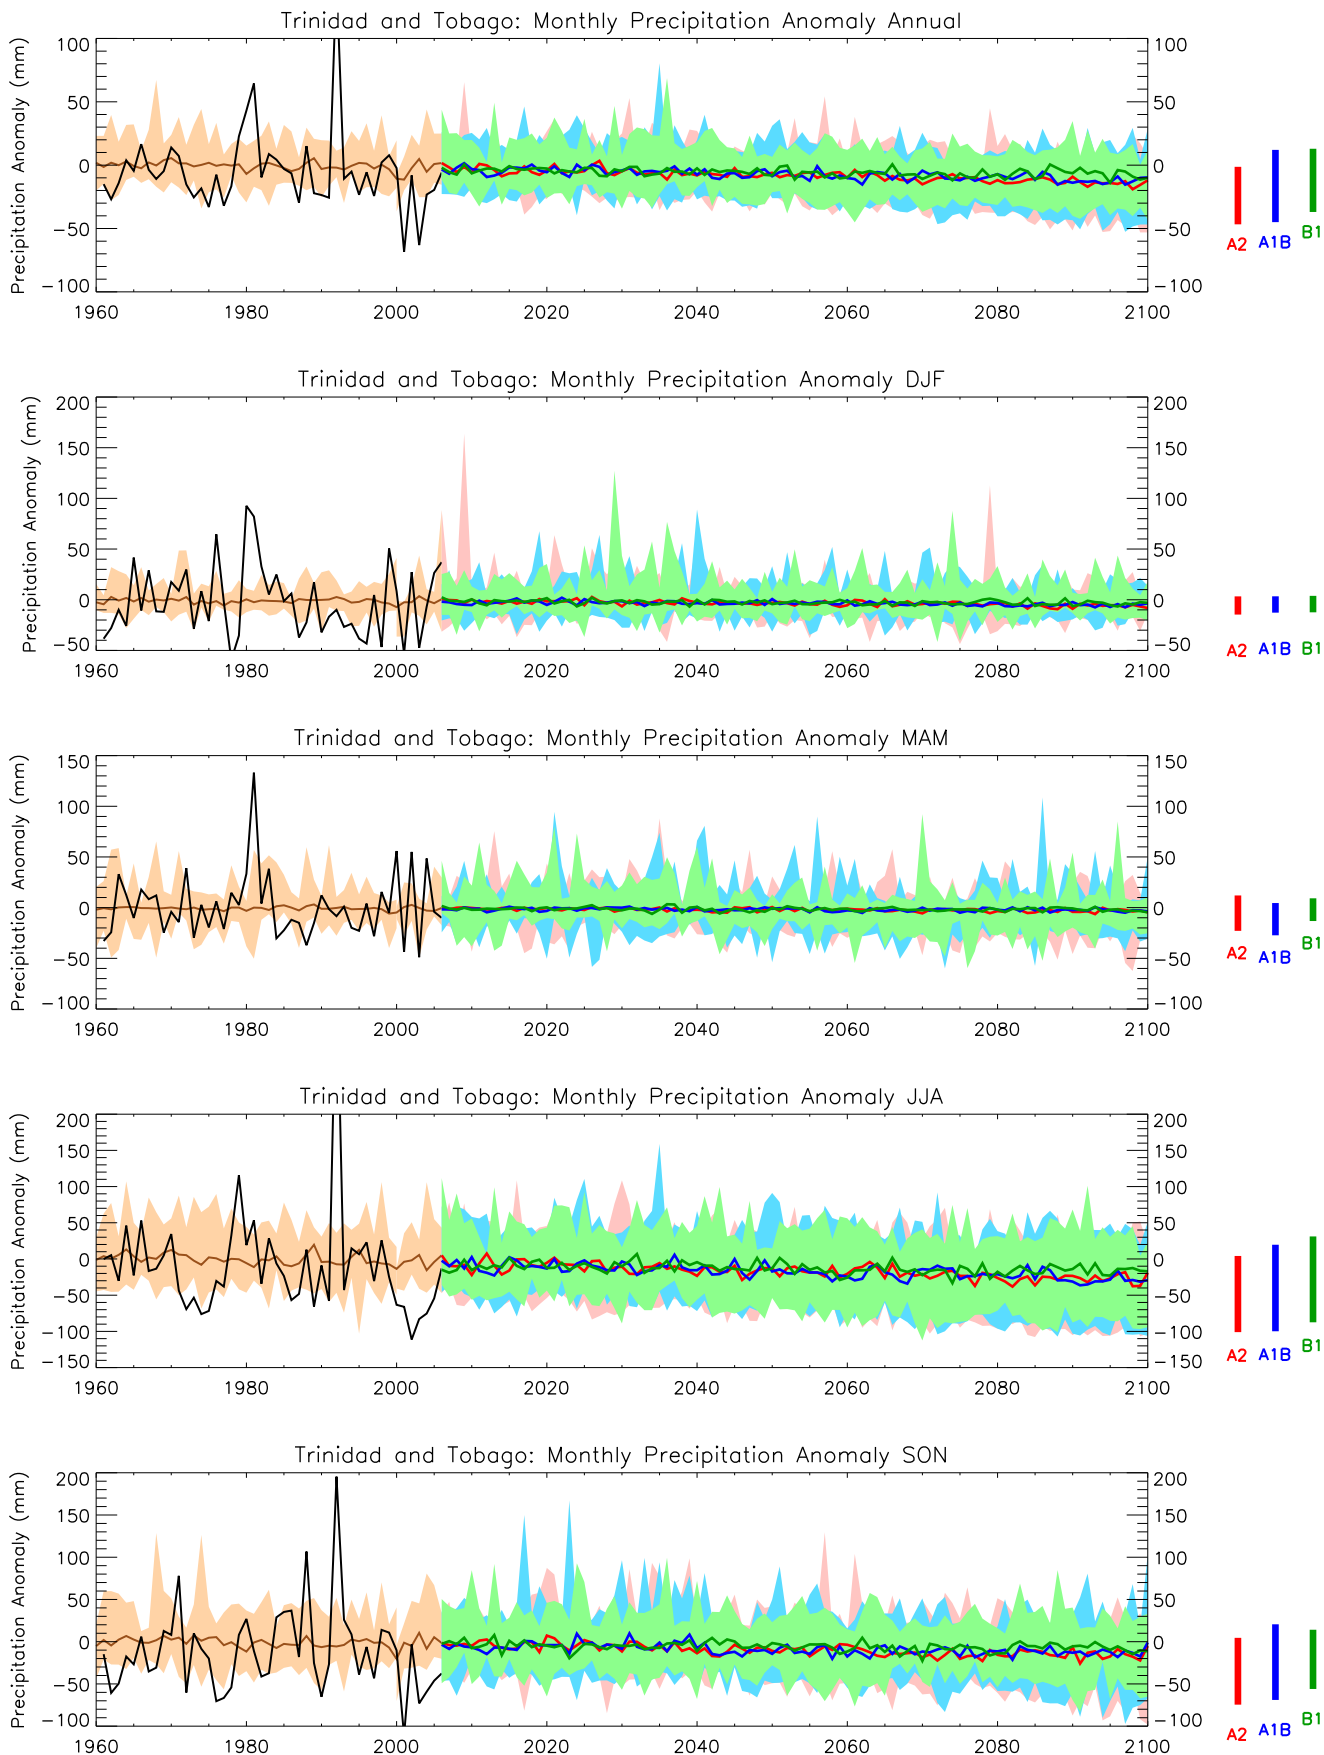 Trinidad and Tobago: Monthly Precipitation Anomaly Annual
Precipitation Anomaly (mm)
100 100
50 50
0 0
−50 −50
−100 −100
1960 1980 2000 2020 2040 2060 2080 2100
A2 A1B B1
Trinidad and Tobago: Monthly Precipitation Anomaly DJF
Precipitation Anomaly (mm)
200 200
150 150
100 100
50 50
0 0
−50 −50
1960 1980 2000 2020 2040 2060 2080 2100
A2 A1B B1
Trinidad and Tobago: Monthly Precipitation Anomaly MAM
Precipitation Anomaly (mm)
150 150
100 100
50 50
0 0
−50 −50
−100 −100
1960 1980 2000 2020 2040 2060 2080 2100
A2 A1B B1
Trinidad and Tobago: Monthly Precipitation Anomaly JJA
Precipitation Anomaly (mm)
200 200
150 150
100 100
50 50
0 0
−50 −50
−100 −100
−150 −150
1960 1980 2000 2020 2040 2060 2080 2100
A2 A1B B1
Trinidad and Tobago: Monthly Precipitation Anomaly SON
Precipitation Anomaly (mm)
200 200
150 150
100 100
50 50
0 0
−50 −50
−100 −100
1960 1980 2000 2020 2040 2060 2080 2100
A2 A1B B1